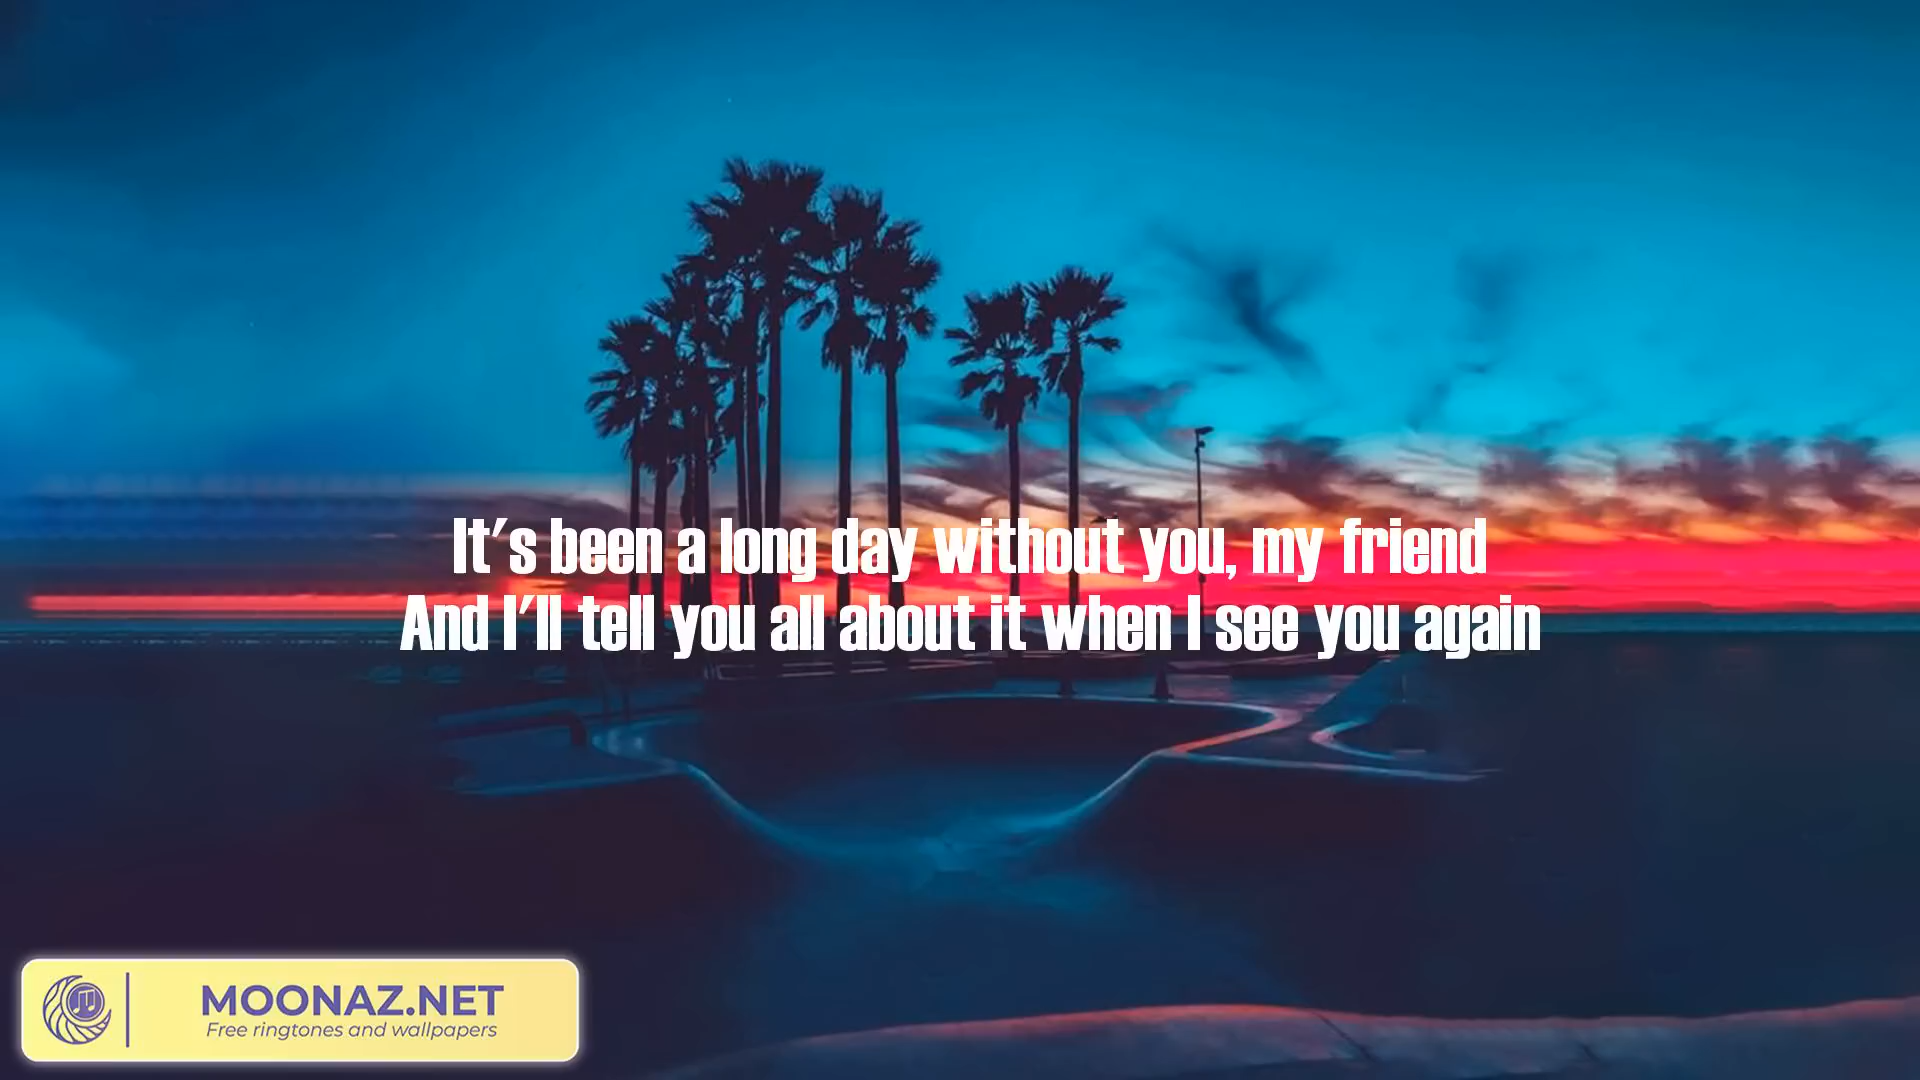 It's been a long day without you, my friend
And I'll tell you all about it when I see you again
MOONAZ.NET
Free ringtones and wallpapers